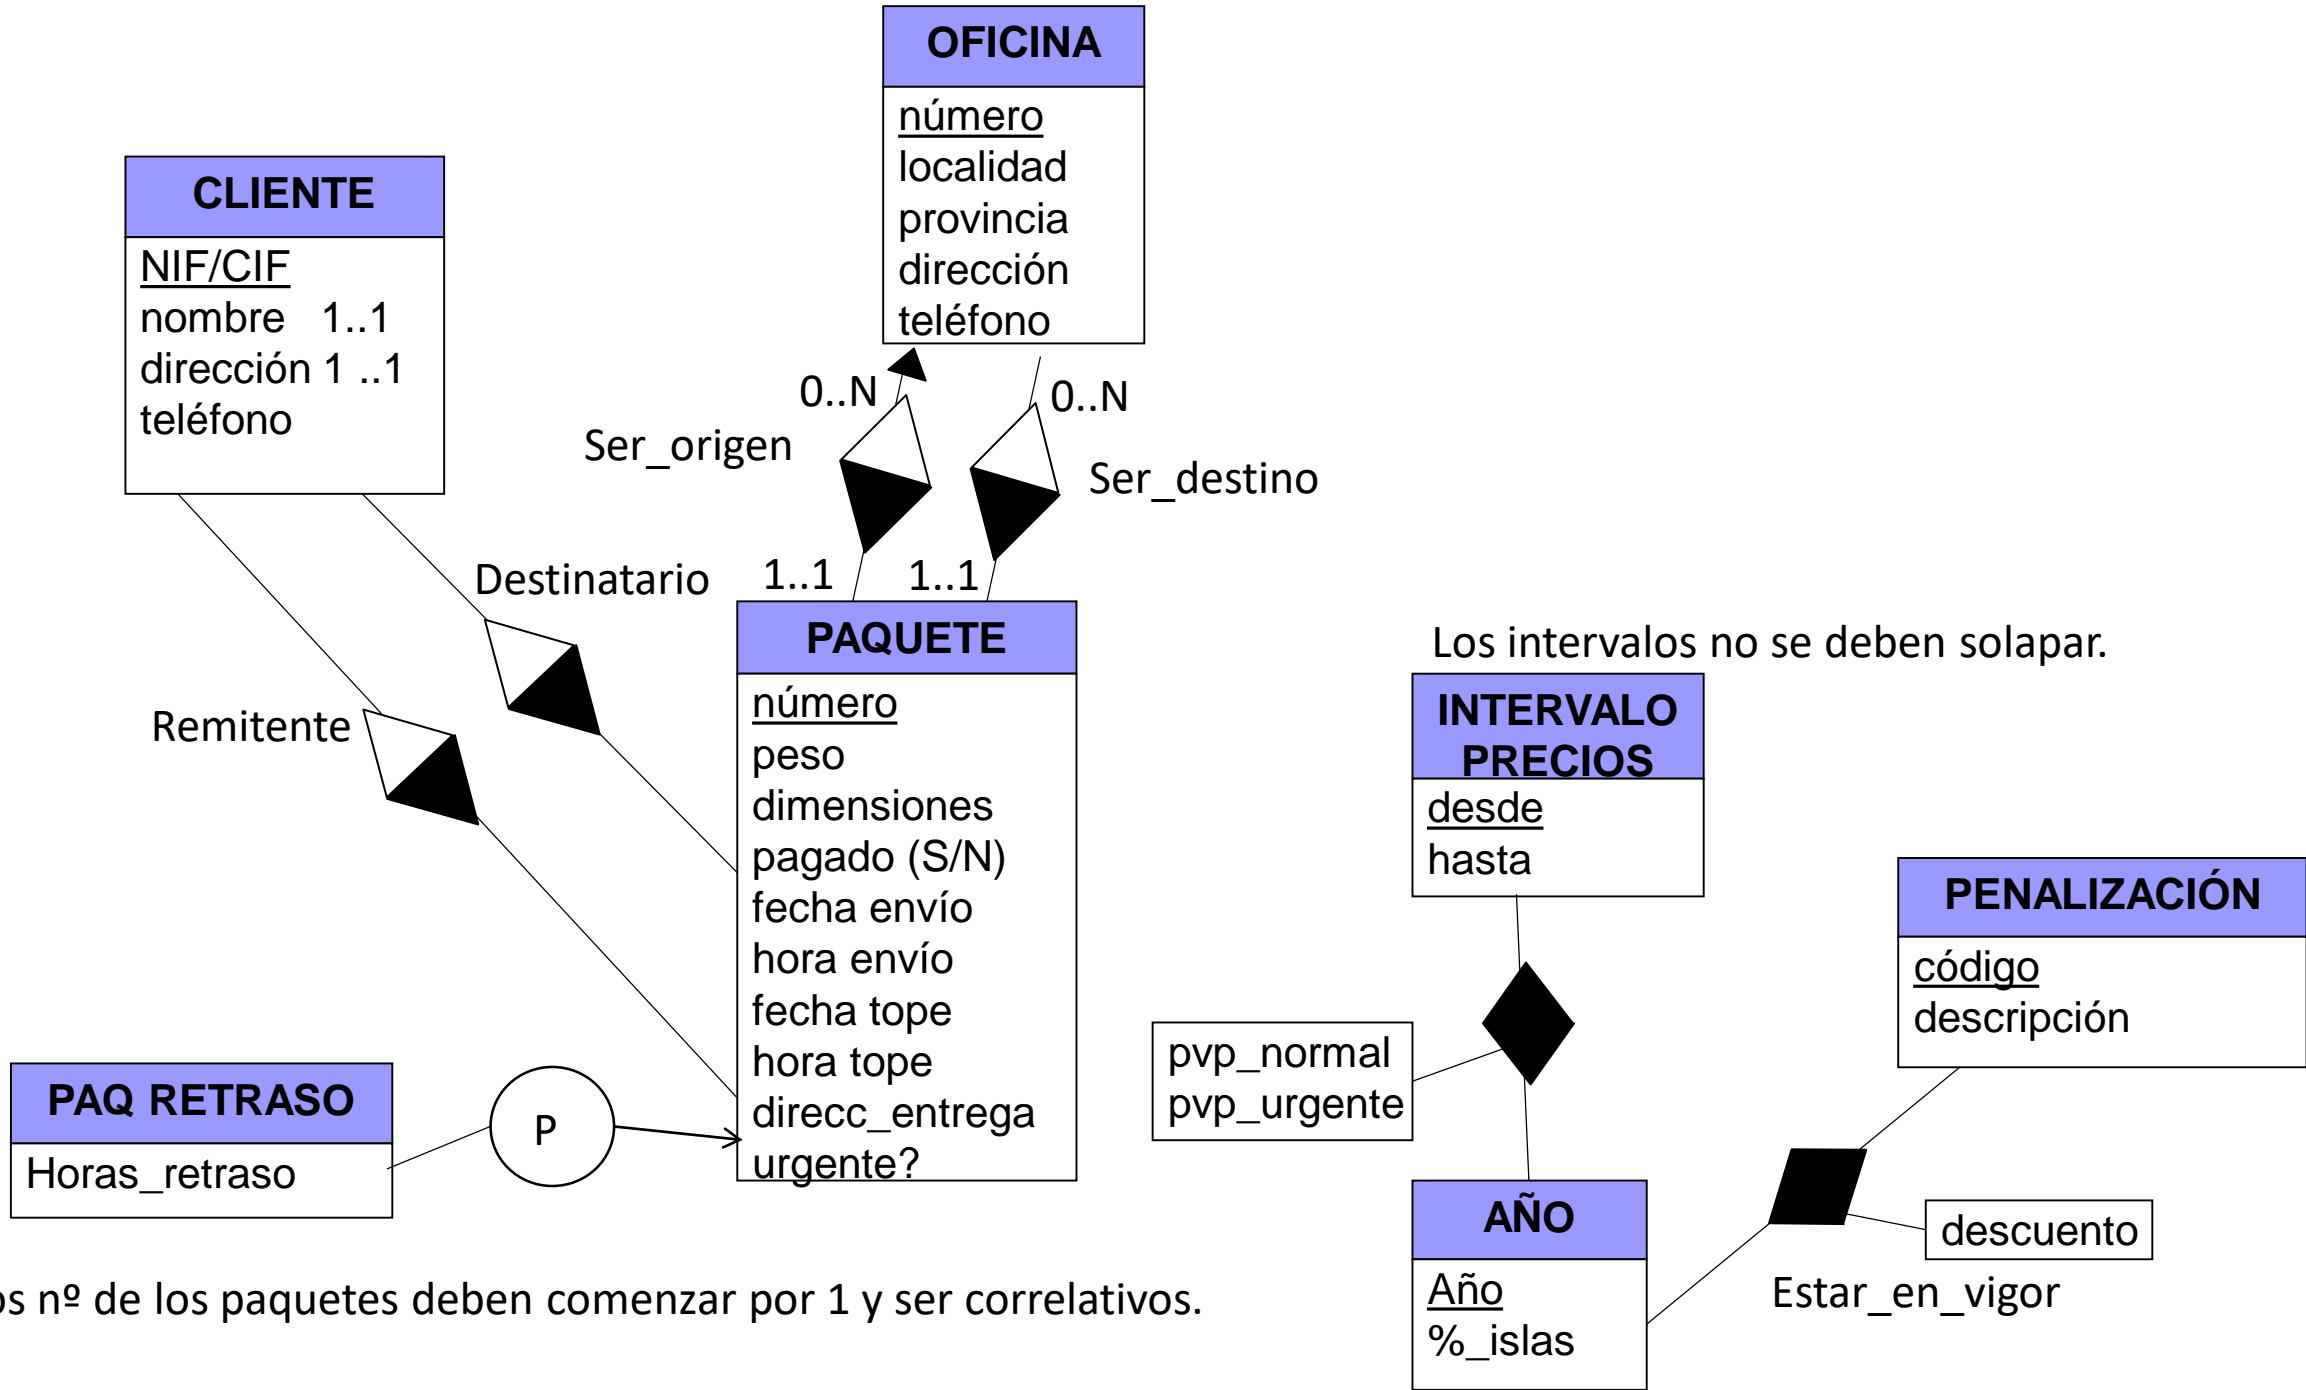 OFICINA
número
localidad
provincia
dirección
teléfono
CLIENTE
NIF/CIF
nombre 1..1
dirección 1 ..1
teléfono
0..N
0..N
Ser_origen
Ser_destino
Destinatario
1..1
1..1
Remitente
PAQUETE
número
peso
dimensiones
pagado (S/N)
fecha envío
hora envío
fecha tope
hora tope
direcc_entrega
urgente?
PAQ RETRASO
Horas_retraso
P
Los intervalos no se deben solapar.
INTERVALO
PRECIOS
desde
hasta
PENALIZACIÓN
código
descripción
pvp_normal
pvp_urgente
AÑO
Año
%_islas
descuento
Estar_en_vigor
nº de los paquetes deben comenzar por 1 y ser correlativos.